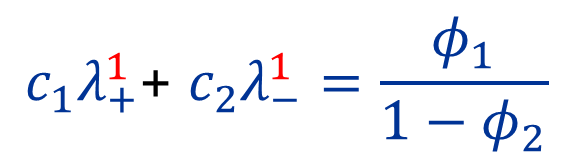 c₁λ₊¹ + c₂λ₋¹ = ϕ₁ / (1 − ϕ₂)